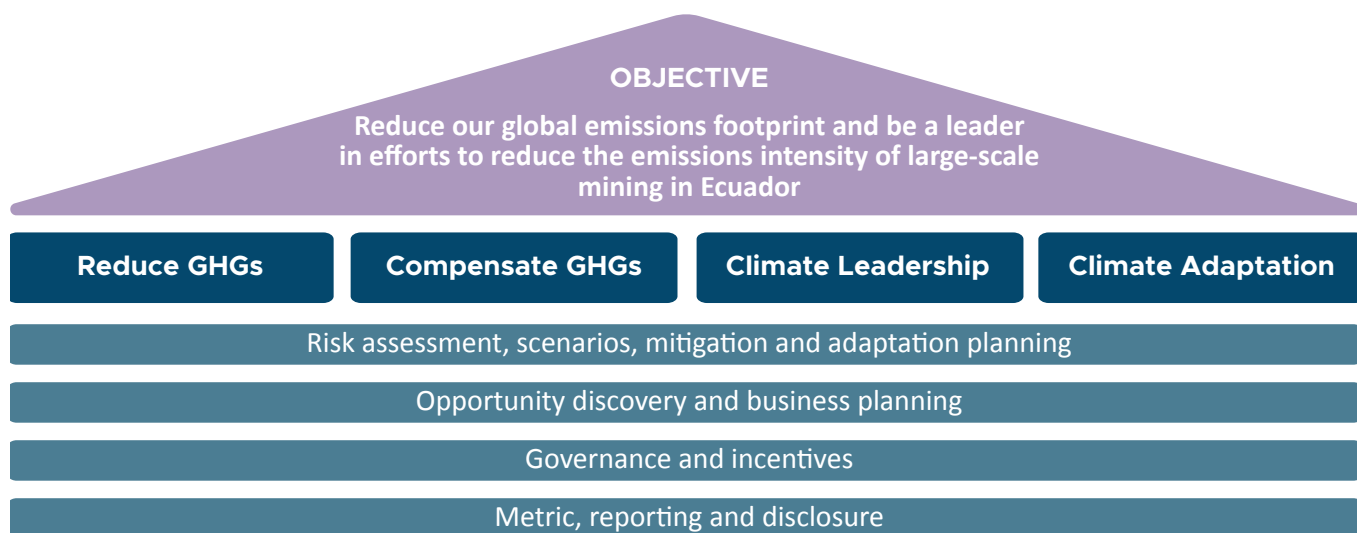 OBJECTIVE
Reduce our global emissions footprint and be a leader
in efforts to reduce the emissions intensity of large-scale
mining in Ecuador
Reduce GHGs
Compensate GHGs
Climate Leadership
Climate Adaptation
Risk assessment, scenarios, mitigation and adaptation planning
Opportunity discovery and business planning
Governance and incentives
Metric, reporting and disclosure